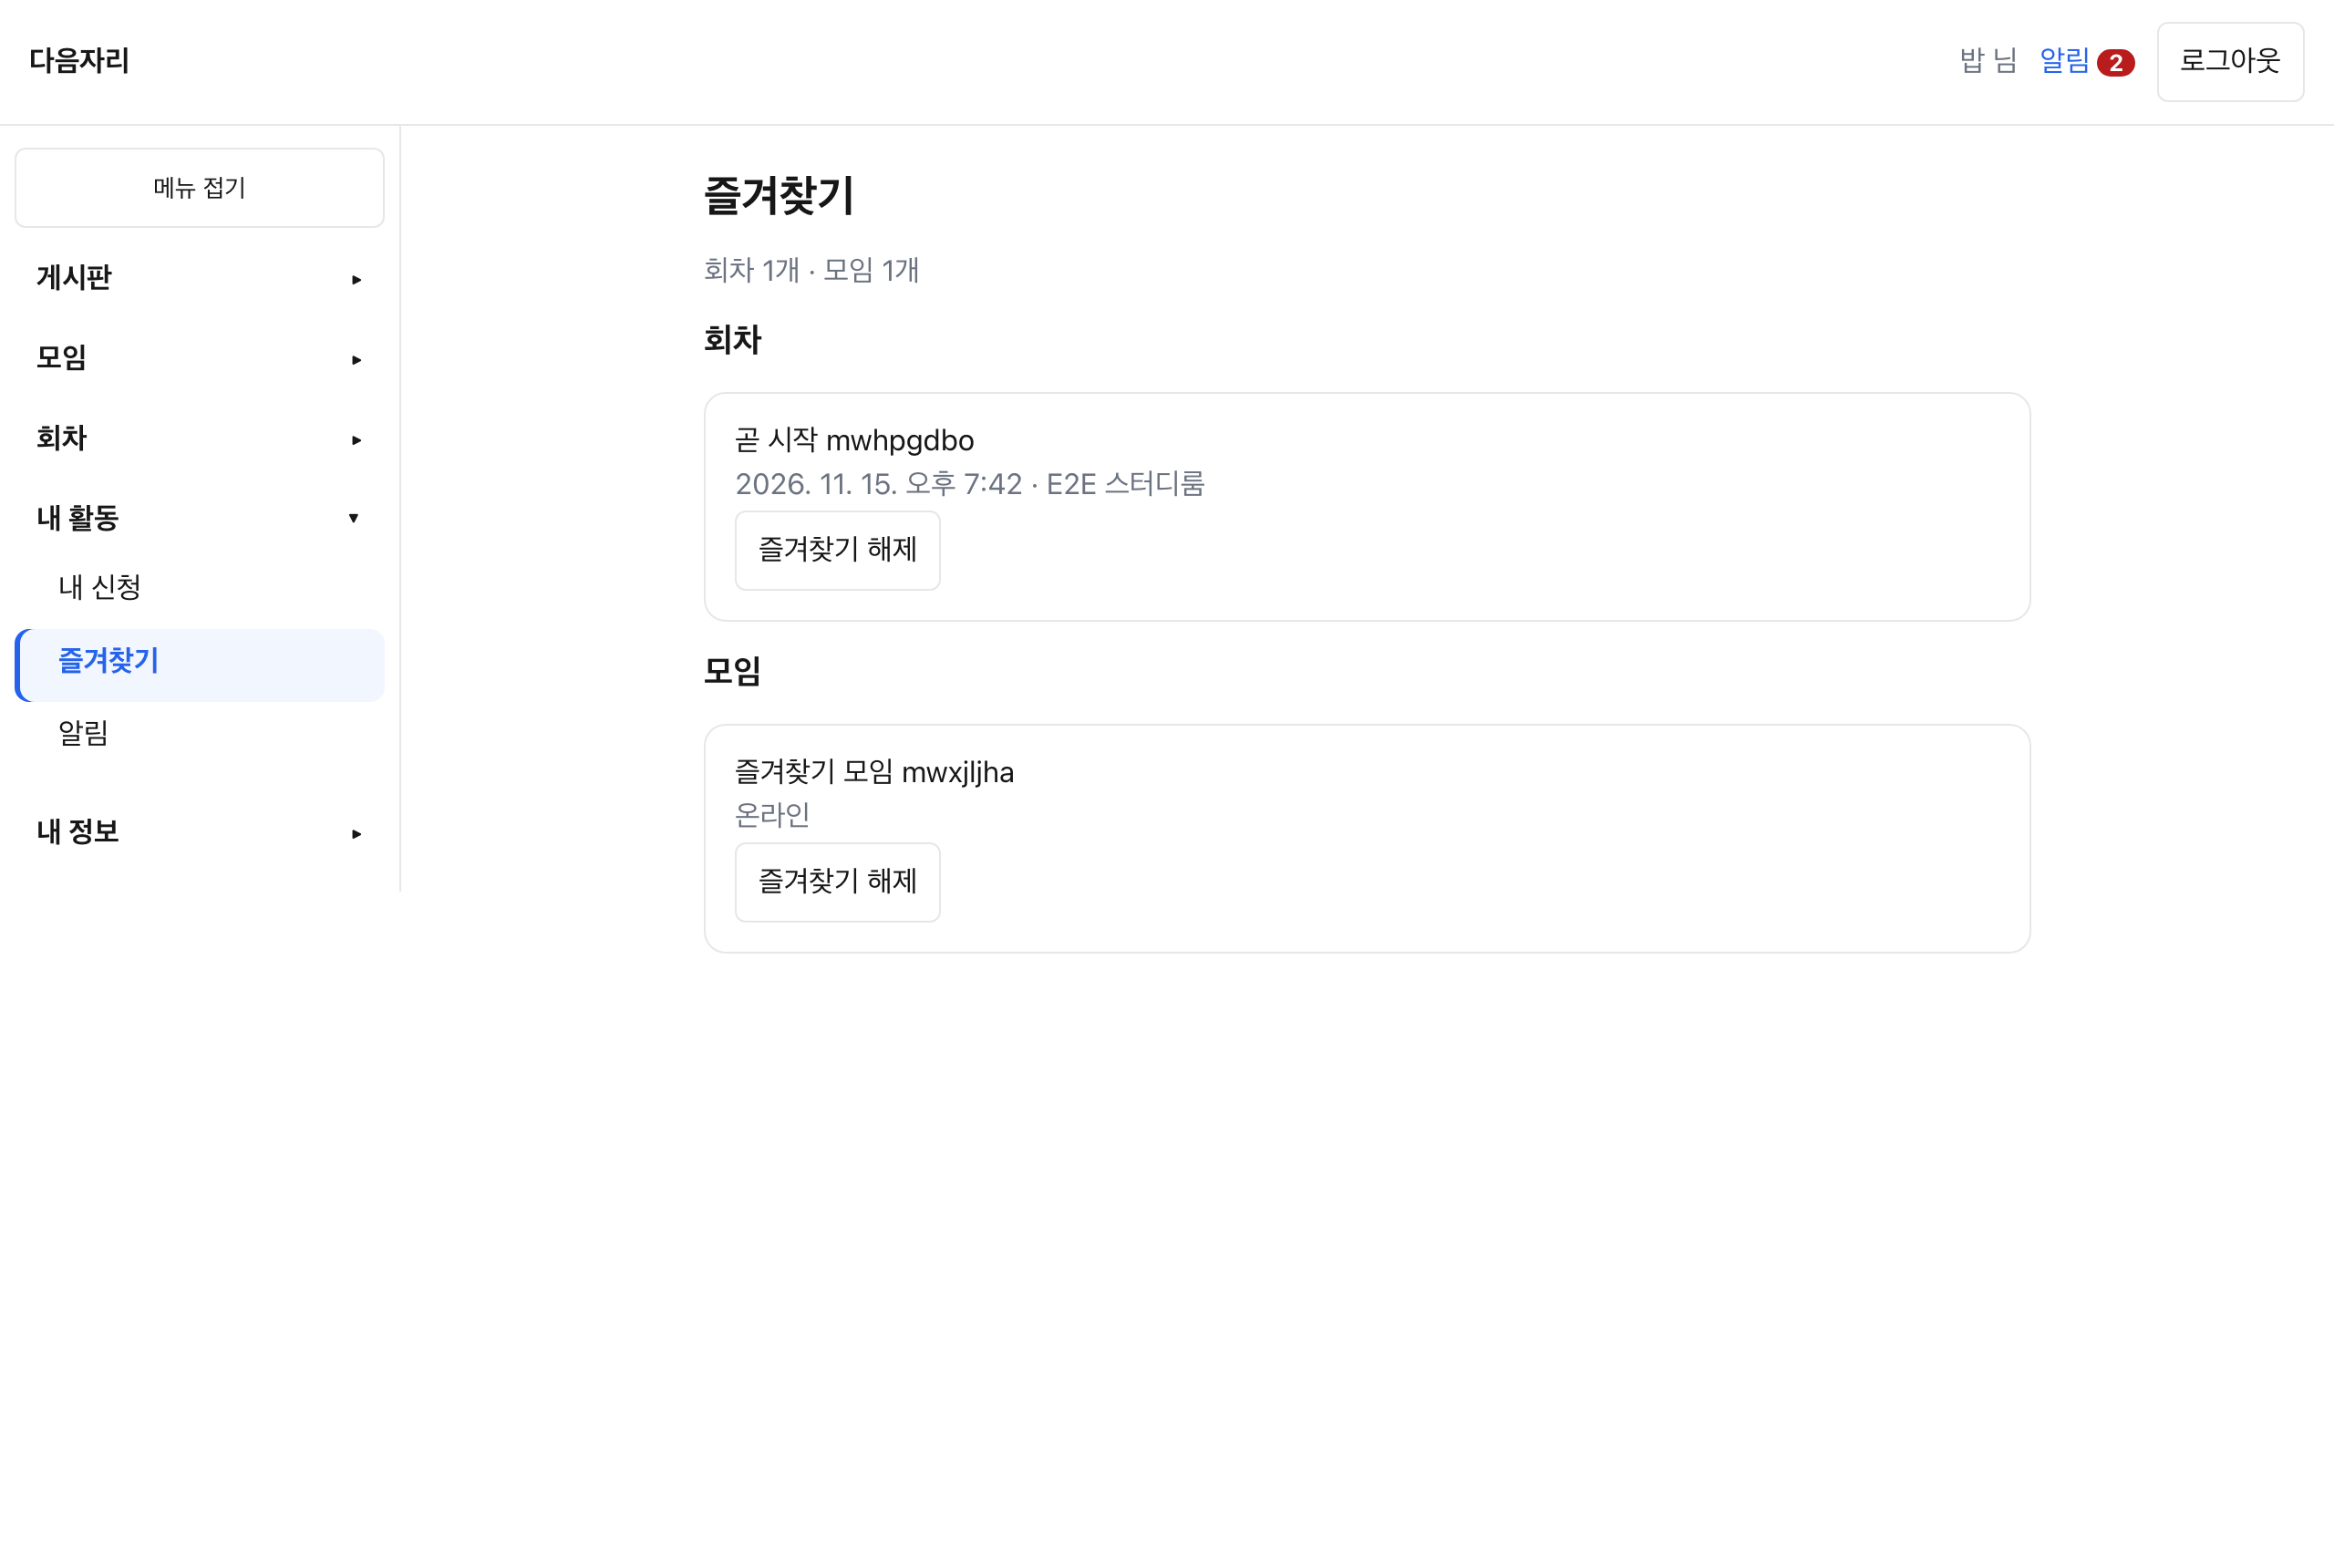 다음자리
밥 님 알림 2 로그아웃
메뉴 접기
게시판
모임
회차
내 활동
내 신청
즐겨찾기
알림
내 정보
즐겨찾기
회차 1개 · 모임 1개
회차
곧 시작 mwhpgdbo
2026. 11. 15. 오후 7:42 · E2E 스터디룸
즐겨찾기 해제
모임
즐겨찾기 모임 mwxjljha
온라인
즐겨찾기 해제